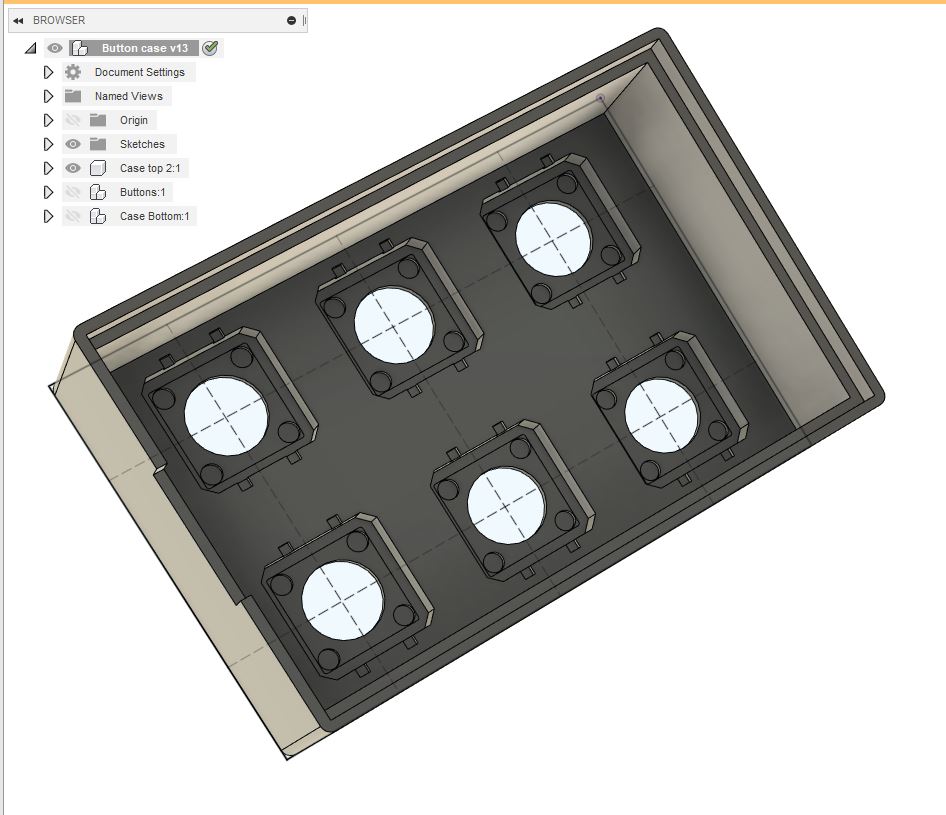 BROWSER
Button case v13
Document Settings
Named Views
Origin
Sketches
Case top 2:1
Buttons:1
Case Bottom:1